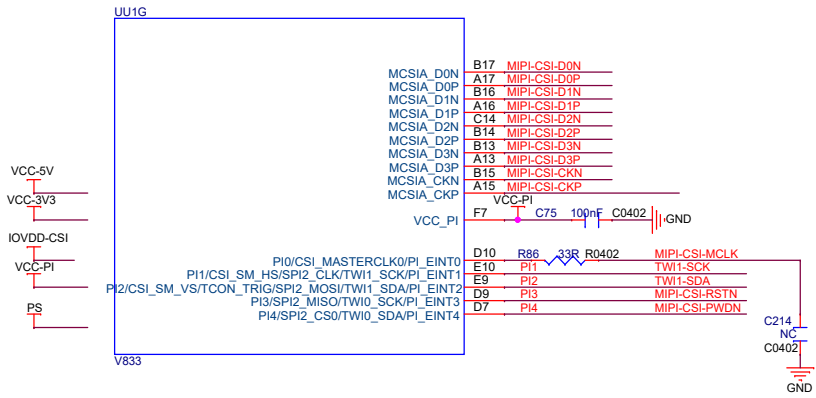 UU1G
MCSIA_D0N B17 MIPI-CSI-D0N
MCSIA_D0P A17 MIPI-CSI-D0P
MCSIA_D1N B16 MIPI-CSI-D1N
MCSIA_D1P A16 MIPI-CSI-D1P
MCSIA_D2N C14 MIPI-CSI-D2N
MCSIA_D2P B14 MIPI-CSI-D2P
MCSIA_D3N B13 MIPI-CSI-D3N
MCSIA_D3P A13 MIPI-CSI-D3P
MCSIA_CKN B15 MIPI-CSI-CKN
MCSIA_CKP A15 MIPI-CSI-CKP
VCC-5V
VCC-3V3
VCC-PI
VCC_PI F7 C75 100nF C0402 GND
IOVDD-CSI
VCC-PI
PS
PI0/CSI_MASTERCLK0/PI_EINT0 D10 R86 33R R0402 MIPI-CSI-MCLK
PI1/CSI_SM_HS/SPI2_CLK/TWI1_SCK/PI_EINT1 E10 PI1 TWI1-SCK
PI2/CSI_SM_VS/TCON_TRIG/SPI2_MOSI/TWI1_SDA/PI_EINT2 E9 PI2 TWI1-SDA
PI3/SPI2_MISO/TWI0_SCK/PI_EINT3 D9 PI3 MIPI-CSI-RSTN
PI4/SPI2_CS0/TWI0_SDA/PI_EINT4 D7 PI4 MIPI-CSI-PWDN
C214
NC
C0402
GND
V833